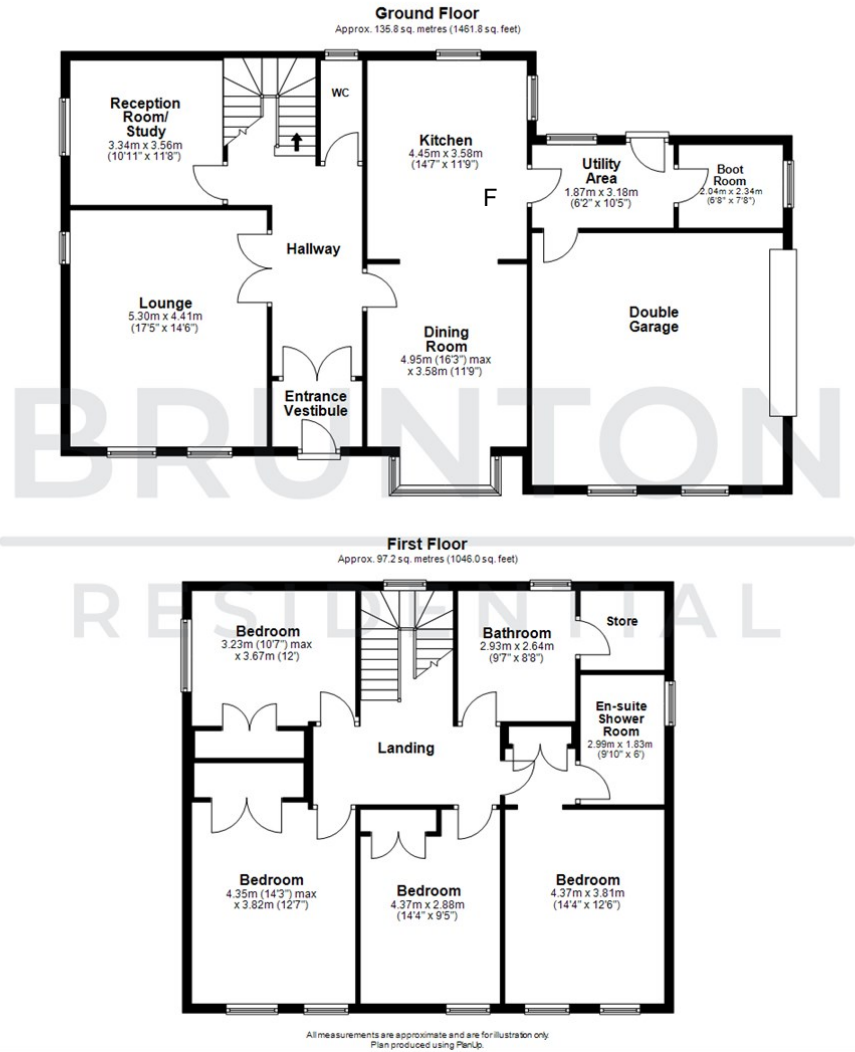 Ground Floor
Approx. 135.8 sq. metres (1461.8 sq. feet)
Reception
Room/
Study
3.34m x 3.56m
(10'11" x 11'8")
WC
Kitchen
4.45m x 3.58m
(14'7" x 11'9")
F
Utility
Area
1.87m x 3.18m
(6'2" x 10'5")
Boot
Room
2.04m x 2.34m
(6'8" x 7'8")
Hallway
Lounge
5.30m x 4.41m
(17'5" x 14'6")
Dining
Room
4.95m (16'3") max
x 3.58m (11'9")
Double
Garage
Entrance
Vestibule
BRUNTON
First Floor
Approx. 97.2 sq. metres (1046.0 sq. feet)
RESIDENTIAL
Bedroom
3.23m (10'7") max
x 3.67m (12')
Bathroom
2.93m x 2.64m
(9'7" x 8'8")
Store
En-suite
Shower
Room
2.99m x 1.83m
(9'10" x 6')
Landing
Bedroom
4.35m (14'3") max
x 3.82m (12'7")
Bedroom
4.37m x 2.88m
(14'4" x 9'5")
Bedroom
4.37m x 3.81m
(14'4" x 12'6")
All measurements are approximate and are for illustration only.
Plan produced using PlanUp.